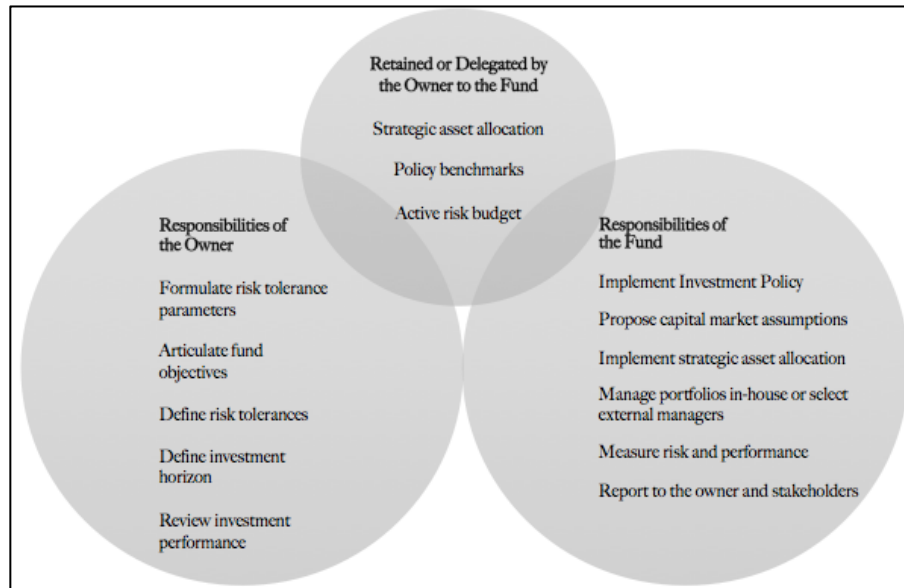 Retained or Delegated by
the Owner to the Fund
Strategic asset allocation
Policy benchmarks
Active risk budget
Responsibilities of
the Owner
Formulate risk tolerance
parameters
Articulate fund
objectives
Define risk tolerances
Define investment
horizon
Review investment
performance
Responsibilities of
the Fund
Implement Investment Policy
Propose capital market assumptions
Implement strategic asset allocation
Manage portfolios in-house or select
external managers
Measure risk and performance
Report to the owner and stakeholders